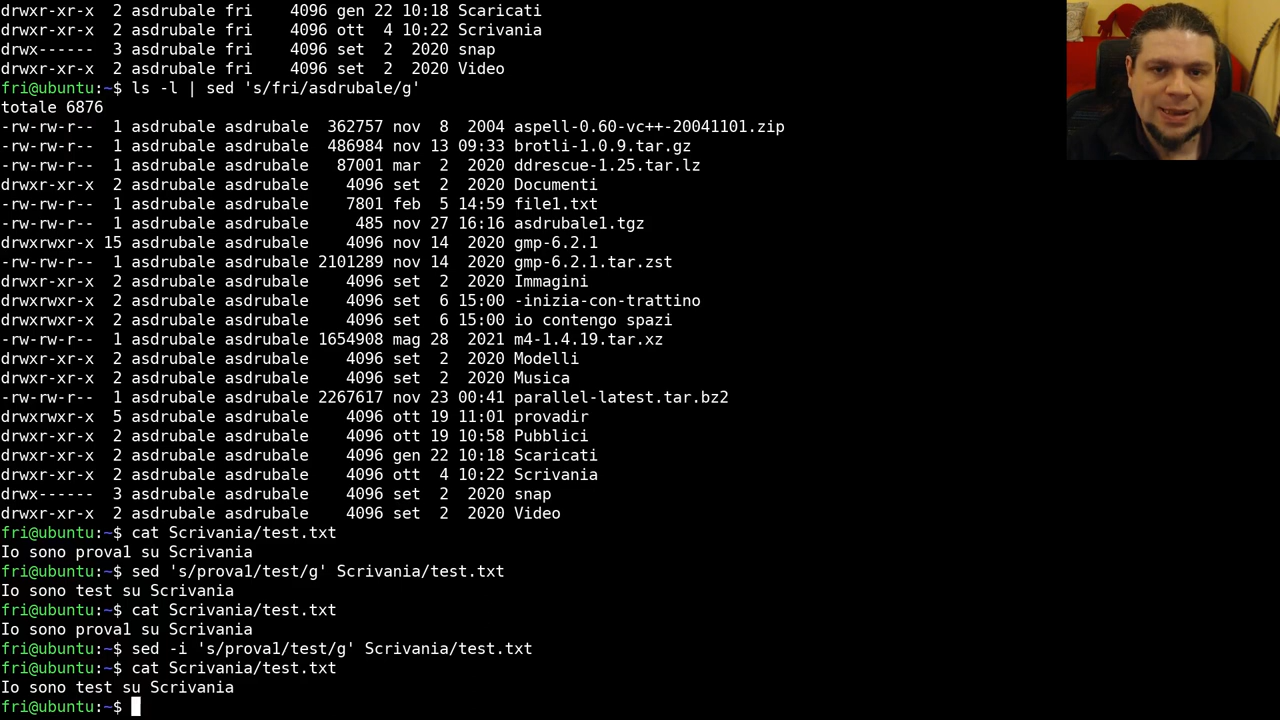 drwxr-xr-x  2 asdrubale fri    4096 gen 22 10:18 Scaricati
drwxr-xr-x  2 asdrubale fri    4096 ott  4 10:22 Scrivania
drwx------  3 asdrubale fri    4096 set  2  2020 snap
drwxr-xr-x  2 asdrubale fri    4096 set  2  2020 Video
fri@ubuntu:~$ ls -l | sed 's/fri/asdrubale/g'
totale 6876
-rw-rw-r--  1 asdrubale asdrubale  362757 nov  8  2004 aspell-0.60-vc++-20041101.zip
-rw-rw-r--  1 asdrubale asdrubale  486984 nov 13 09:33 brotli-1.0.9.tar.gz
-rw-rw-r--  1 asdrubale asdrubale   87001 mar  2  2020 ddrescue-1.25.tar.lz
drwxr-xr-x  2 asdrubale asdrubale    4096 set  2  2020 Documenti
-rw-rw-r--  1 asdrubale asdrubale    7801 feb  5 14:59 file1.txt
-rw-rw-r--  1 asdrubale asdrubale     485 nov 27 16:16 asdrubale1.tgz
drwxrwxr-x 15 asdrubale asdrubale    4096 nov 14  2020 gmp-6.2.1
-rw-rw-r--  1 asdrubale asdrubale 2101289 nov 14  2020 gmp-6.2.1.tar.zst
drwxr-xr-x  2 asdrubale asdrubale    4096 set  2  2020 Immagini
drwxrwxr-x  2 asdrubale asdrubale    4096 set  6 15:00 -inizia-con-trattino
drwxrwxr-x  2 asdrubale asdrubale    4096 set  6 15:00 io contengo spazi
-rw-rw-r--  1 asdrubale asdrubale 1654908 mag 28  2021 m4-1.4.19.tar.xz
drwxr-xr-x  2 asdrubale asdrubale    4096 set  2  2020 Modelli
drwxr-xr-x  2 asdrubale asdrubale    4096 set  2  2020 Musica
-rw-rw-r--  1 asdrubale asdrubale 2267617 nov 23 00:41 parallel-latest.tar.bz2
drwxrwxr-x  5 asdrubale asdrubale    4096 ott 19 11:01 provadir
drwxr-xr-x  2 asdrubale asdrubale    4096 ott 19 10:58 Pubblici
drwxr-xr-x  2 asdrubale asdrubale    4096 gen 22 10:18 Scaricati
drwxr-xr-x  2 asdrubale asdrubale    4096 ott  4 10:22 Scrivania
drwx------  3 asdrubale asdrubale    4096 set  2  2020 snap
drwxr-xr-x  2 asdrubale asdrubale    4096 set  2  2020 Video
fri@ubuntu:~$ cat Scrivania/test.txt
Io sono prova1 su Scrivania
fri@ubuntu:~$ sed 's/prova1/test/g' Scrivania/test.txt
Io sono test su Scrivania
fri@ubuntu:~$ cat Scrivania/test.txt
Io sono prova1 su Scrivania
fri@ubuntu:~$ sed -i 's/prova1/test/g' Scrivania/test.txt
fri@ubuntu:~$ cat Scrivania/test.txt
Io sono test su Scrivania
fri@ubuntu:~$